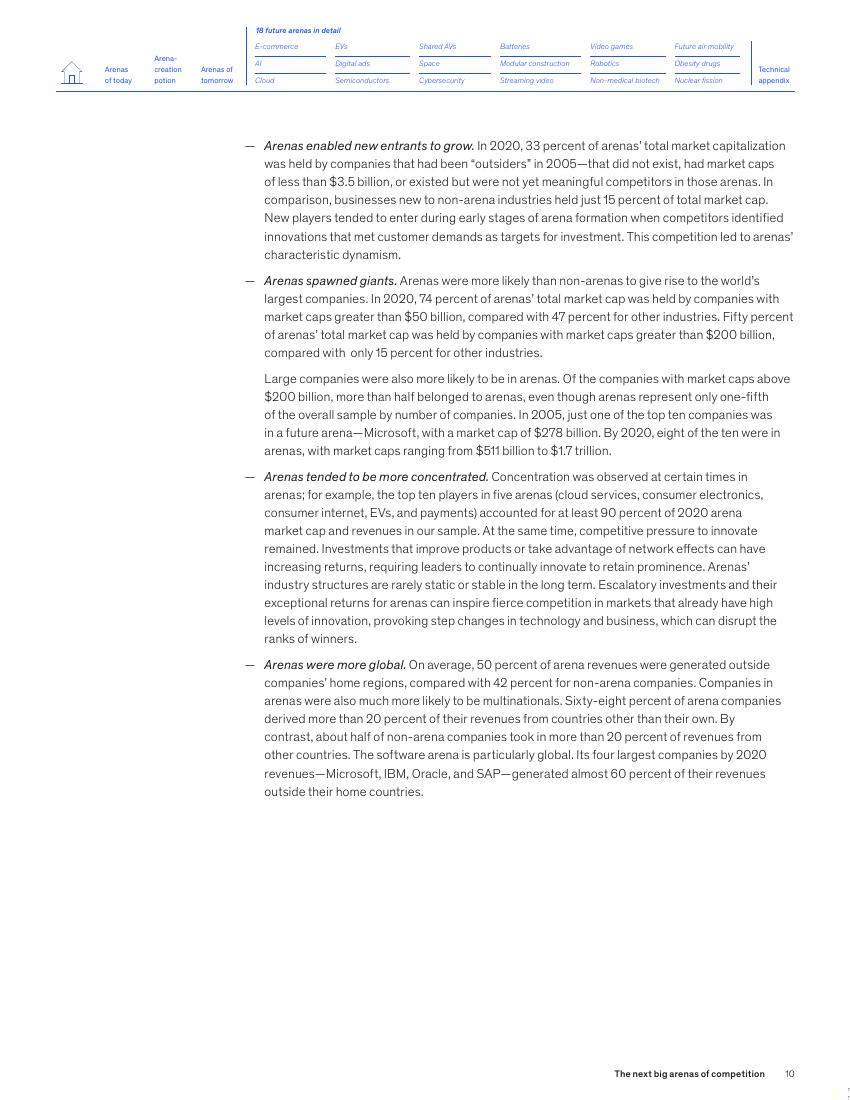 18 future arenas in detail
E-commerce EVs Shared AVs Batteries Video games Future air mobility
AI Digital ads Space Modular construction Robotics Obesity drugs
Cloud Semiconductors Cybersecurity Streaming video Non-medical biotech Nuclear fission
Arenas
of today
Arena-
creation
potion
Arenas of
tomorrow
Technical
appendix
— Arenas enabled new entrants to grow. In 2020, 33 percent of arenas’ total market capitalization
was held by companies that had been “outsiders” in 2005—that did not exist, had market caps
of less than $3.5 billion, or existed but were not yet meaningful competitors in those arenas. In
comparison, businesses new to non-arena industries held just 15 percent of total market cap.
New players tended to enter during early stages of arena formation when competitors identified
innovations that met customer demands as targets for investment. This competition led to arenas’
characteristic dynamism.
— Arenas spawned giants. Arenas were more likely than non-arenas to give rise to the world’s
largest companies. In 2020, 74 percent of arenas’ total market cap was held by companies with
market caps greater than $50 billion, compared with 47 percent for other industries. Fifty percent
of arenas’ total market cap was held by companies with market caps greater than $200 billion,
compared with only 15 percent for other industries.
Large companies were also more likely to be in arenas. Of the companies with market caps above
$200 billion, more than half belonged to arenas, even though arenas represent only one-fifth
of the overall sample by number of companies. In 2005, just one of the top ten companies was
in a future arena—Microsoft, with a market cap of $278 billion. By 2020, eight of the ten were in
arenas, with market caps ranging from $511 billion to $1.7 trillion.
— Arenas tended to be more concentrated. Concentration was observed at certain times in
arenas; for example, the top ten players in five arenas (cloud services, consumer electronics,
consumer internet, EVs, and payments) accounted for at least 90 percent of 2020 arena
market cap and revenues in our sample. At the same time, competitive pressure to innovate
remained. Investments that improve products or take advantage of network effects can have
increasing returns, requiring leaders to continually innovate to retain prominence. Arenas’
industry structures are rarely static or stable in the long term. Escalatory investments and their
exceptional returns for arenas can inspire fierce competition in markets that already have high
levels of innovation, provoking step changes in technology and business, which can disrupt the
ranks of winners.
— Arenas were more global. On average, 50 percent of arena revenues were generated outside
companies’ home regions, compared with 42 percent for non-arena companies. Companies in
arenas were also much more likely to be multinationals. Sixty-eight percent of arena companies
derived more than 20 percent of their revenues from countries other than their own. By
contrast, about half of non-arena companies took in more than 20 percent of revenues from
other countries. The software arena is particularly global. Its four largest companies by 2020
revenues—Microsoft, IBM, Oracle, and SAP—generated almost 60 percent of their revenues
outside their home countries.
The next big arenas of competition 10